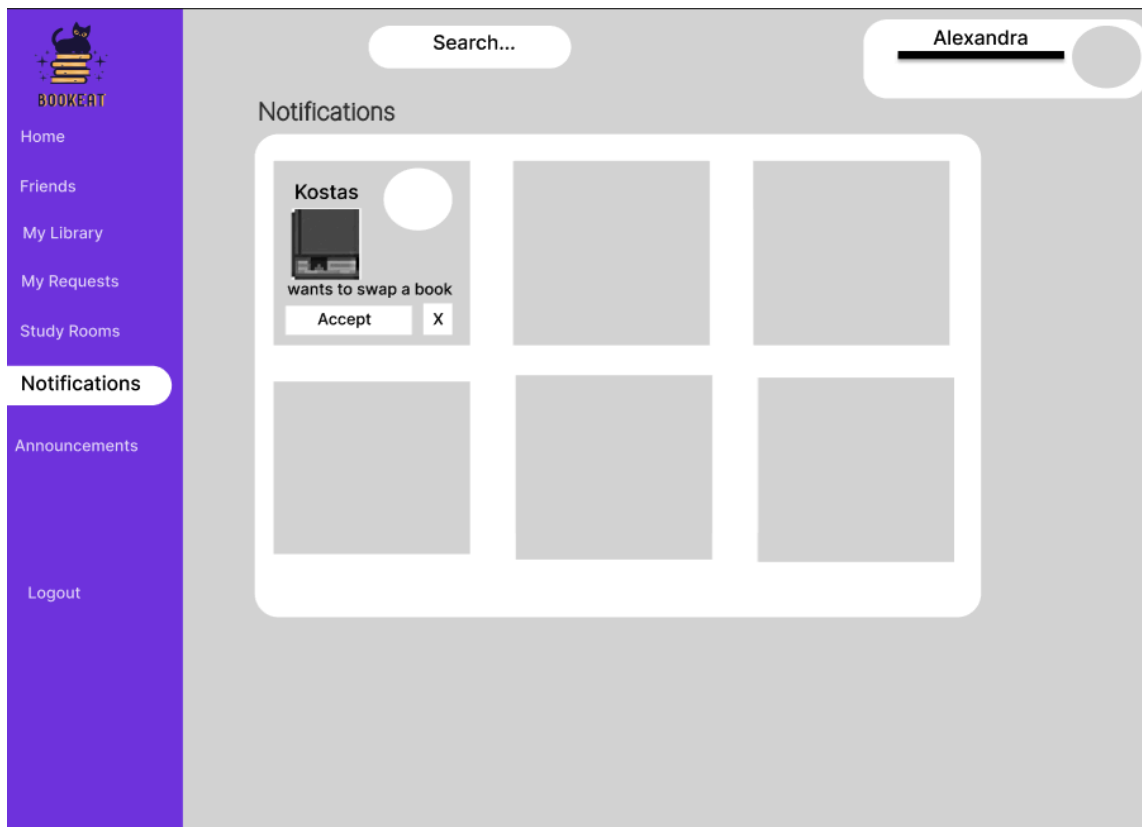 BOOKEAT
Home
Friends
My Library
My Requests
Study Rooms
Notifications
Announcements
Logout
Search...
Alexandra
Notifications
Kostas
wants to swap a book
Accept
X